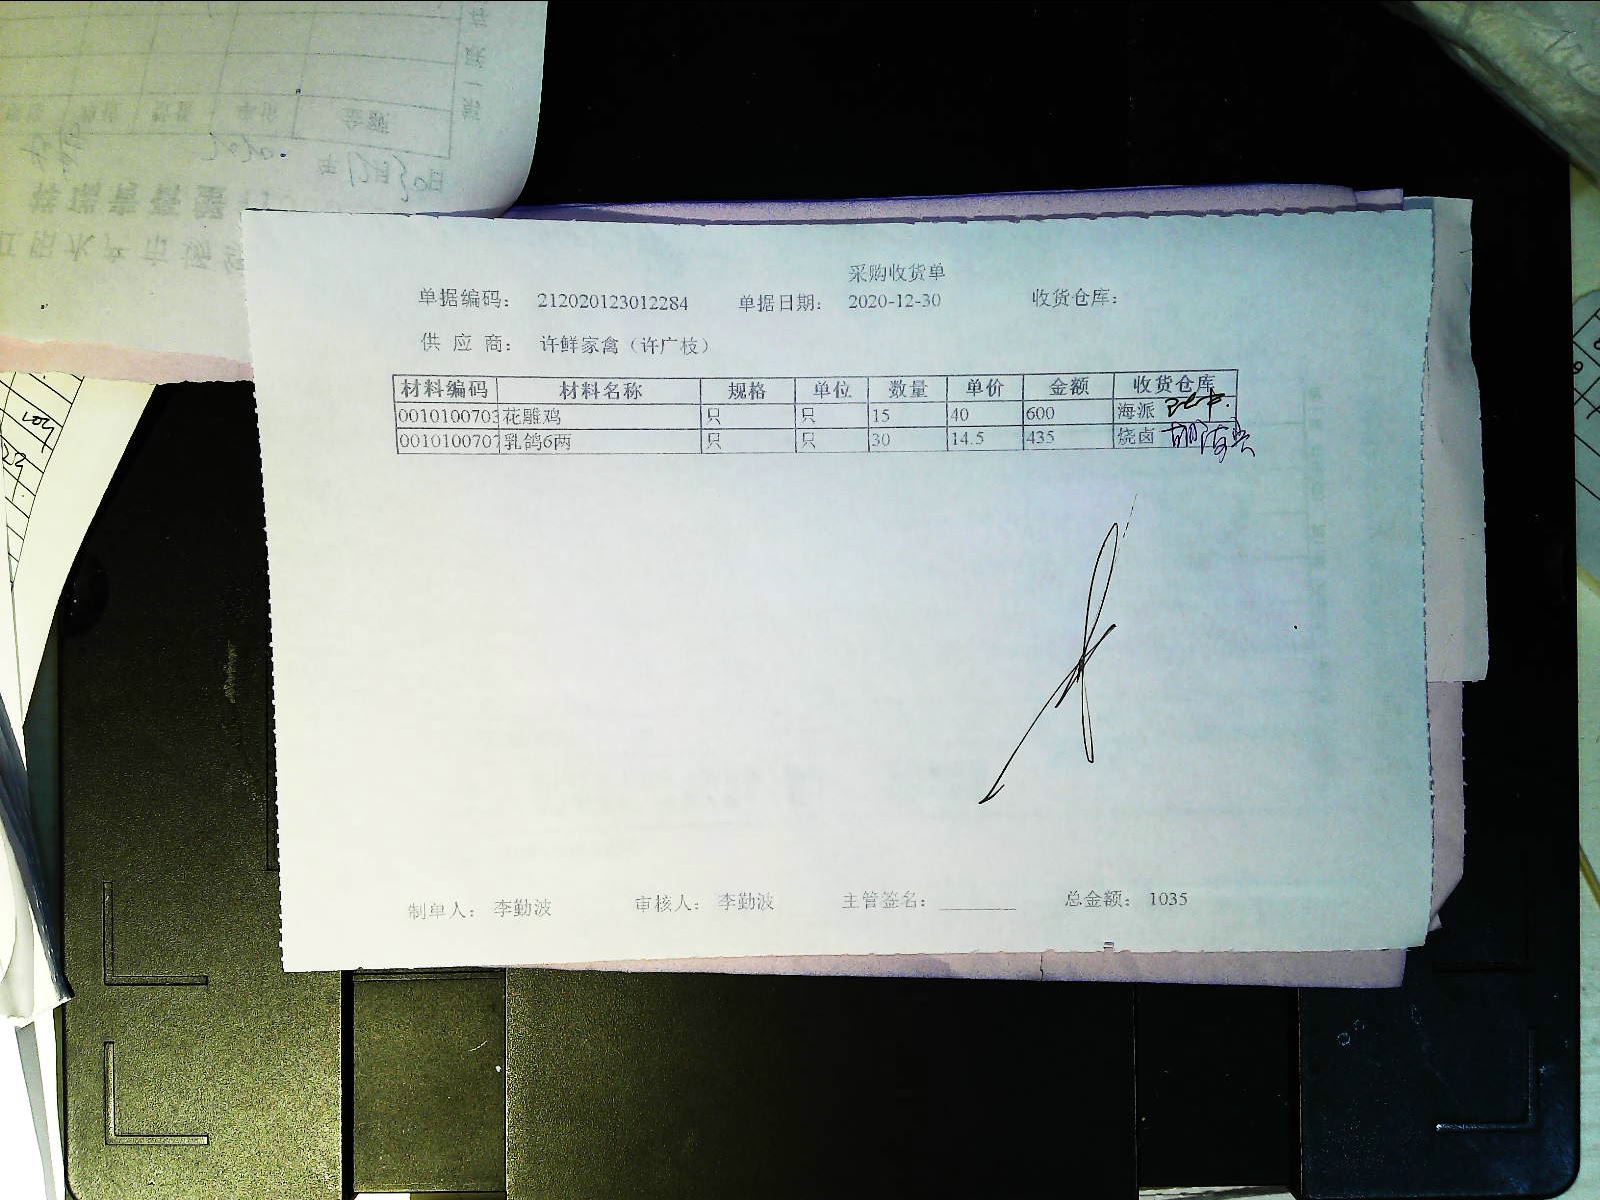 采购收货单
单据编码: 212020123012284 单据日期: 2020-12-30 收货仓库:
供 应 商: 许鲜家禽（许广枝）
材料编码 材料名称 规格 单位 数量 单价 金额 收货仓库
0010100703 花雕鸡 只 只 15 40 600 海派
0010100707 乳鸽6两 只 只 30 14.5 435 烧卤
制单人: 李勤波 审核人: 李勤波 主管签名: 总金额: 1035